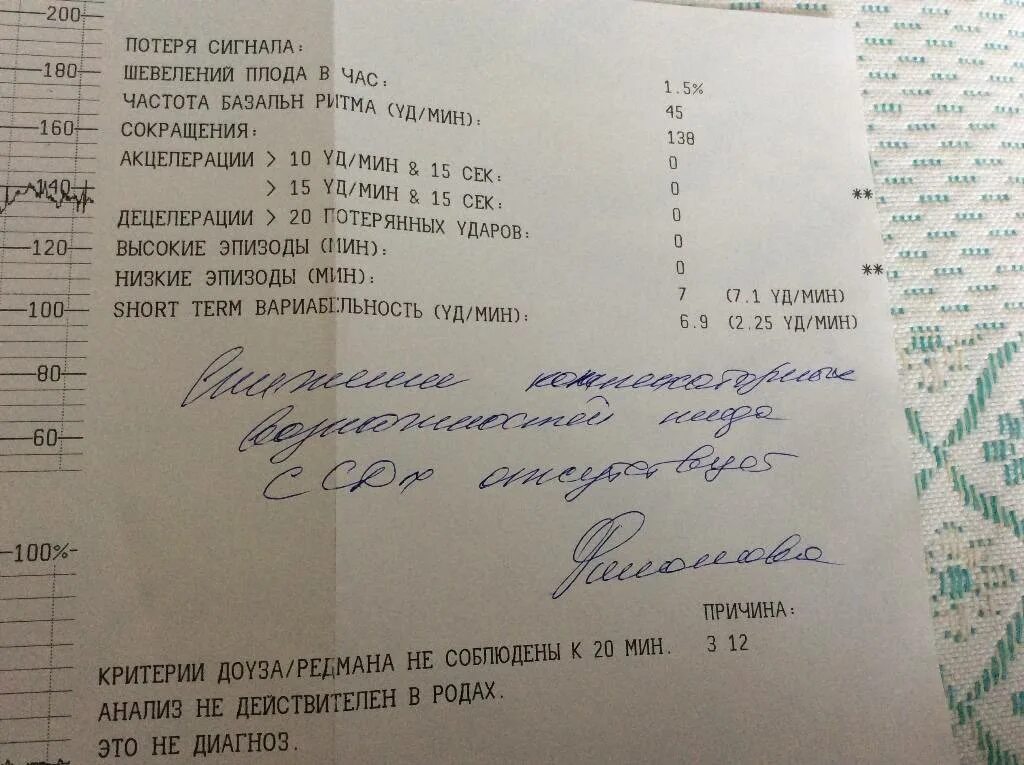 200
180
160
140
120
100
80
60
100%
ПОТЕРЯ СИГНАЛА: 1.5%
ШЕВЕЛЕНИЙ ПЛОДА В ЧАС: 45
ЧАСТОТА БАЗАЛЬН РИТМА (УД/МИН): 138
СОКРАЩЕНИЯ: 0
АКЦЕЛЕРАЦИИ > 10 УД/МИН & 15 СЕК: 0 **
> 15 УД/МИН & 15 СЕК: 0
ДЕЦЕЛЕРАЦИИ > 20 ПОТЕРЯННЫХ УДАРОВ: 0
ВЫСОКИЕ ЭПИЗОДЫ (МИН): 0 **
НИЗКИЕ ЭПИЗОДЫ (МИН): 7 (7.1 УД/МИН)
SHORT TERM ВАРИАБЕЛЬНОСТЬ (УД/МИН): 6.9 (2.25 УД/МИН)
Снижение компенсаторных
возможностей плода
ССДх отсутствует
ПРИЧИНА:
КРИТЕРИИ ДОУЗА/РЕДМАНА НЕ СОБЛЮДЕНЫ К 20 МИН. 3 12
АНАЛИЗ НЕ ДЕЙСТВИТЕЛЕН В РОДАХ.
ЭТО НЕ ДИАГНОЗ.